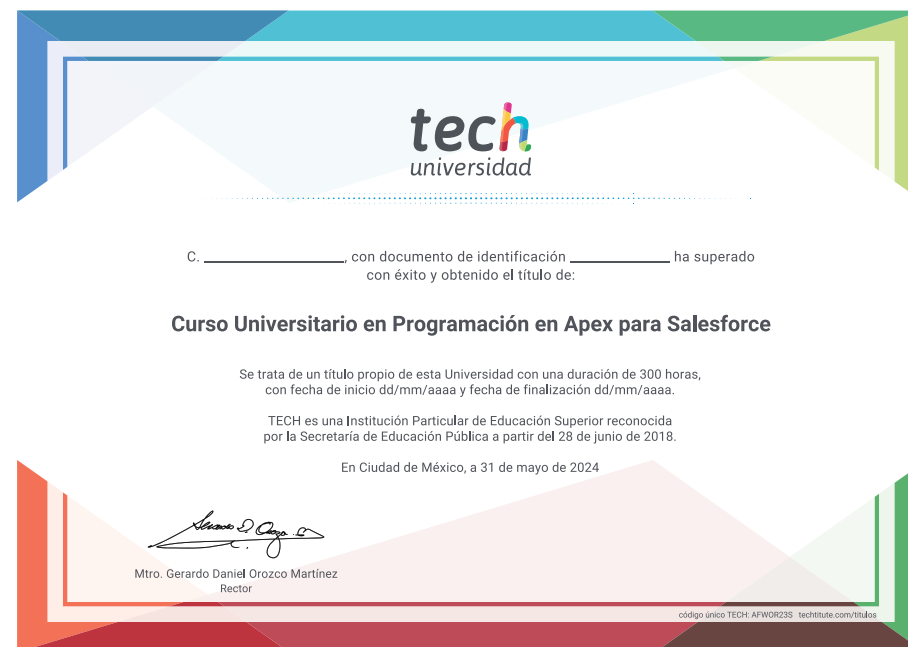 tech
universidad
C. __________________, con documento de identificación _____________ ha superado
con éxito y obtenido el título de:
Curso Universitario en Programación en Apex para Salesforce
Se trata de un título propio de esta Universidad con una duración de 300 horas,
con fecha de inicio dd/mm/aaaa y fecha de finalización dd/mm/aaaa.
TECH es una Institución Particular de Educación Superior reconocida
por la Secretaría de Educación Pública a partir del 28 de junio de 2018.
En Ciudad de México, a 31 de mayo de 2024
Mtro. Gerardo Daniel Orozco Martínez
Rector
código único TECH: AFWOR23S techtitute.com/titulos